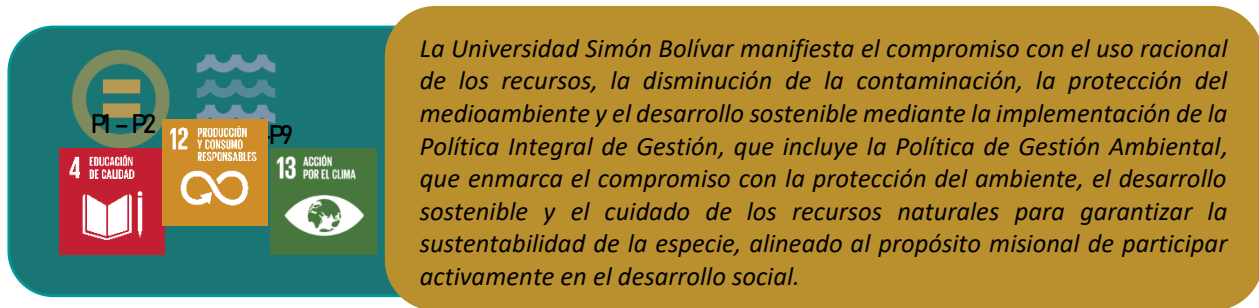 P1 – P2
-P9
4 EDUCACIÓN
DE CALIDAD
12 PRODUCCIÓN
Y CONSUMO
RESPONSABLES
13 ACCIÓN
POR EL CLIMA
La Universidad Simón Bolívar manifiesta el compromiso con el uso racional
de los recursos, la disminución de la contaminación, la protección del
medioambiente y el desarrollo sostenible mediante la implementación de la
Política Integral de Gestión, que incluye la Política de Gestión Ambiental,
que enmarca el compromiso con la protección del ambiente, el desarrollo
sostenible y el cuidado de los recursos naturales para garantizar la
sustentabilidad de la especie, alineado al propósito misional de participar
activamente en el desarrollo social.